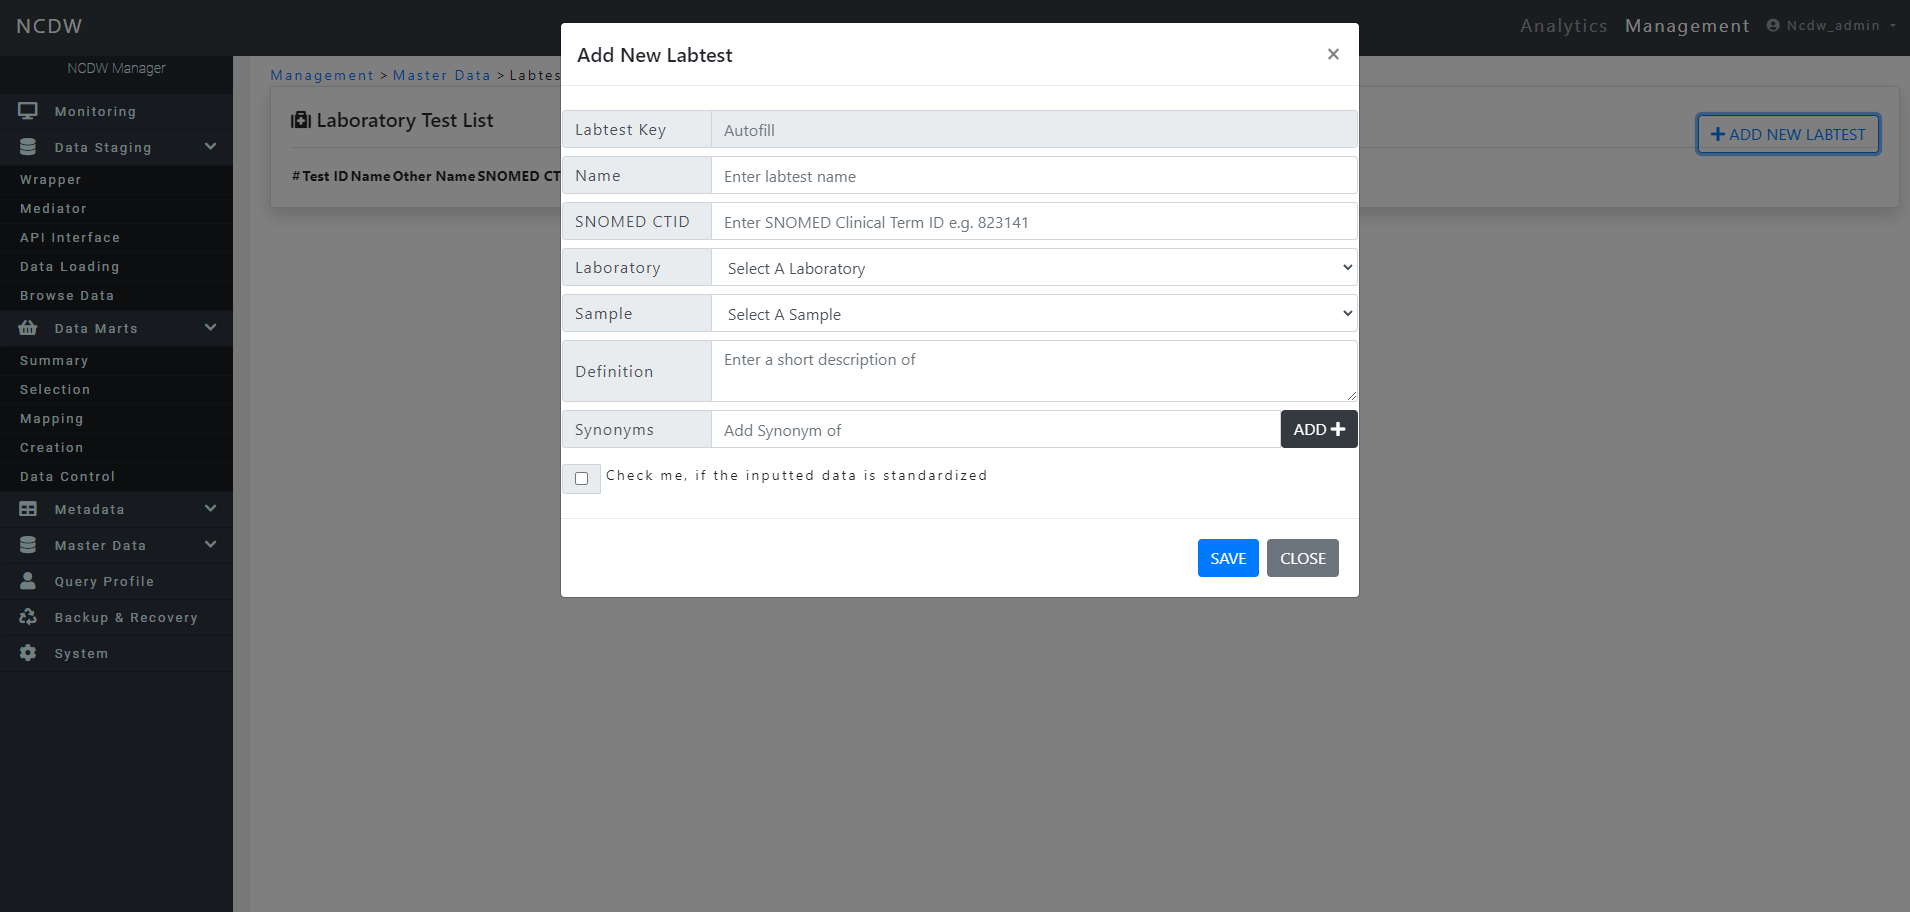 NCDW
Analytics
Management
Ncdw_admin
NCDW Manager
Monitoring
Data Staging
Wrapper
Mediator
API Interface
Data Loading
Browse Data
Data Marts
Summary
Selection
Mapping
Creation
Data Control
Metadata
Master Data
Query Profile
Backup & Recovery
System
Management > Master Data > Labtes
Laboratory Test List
+ ADD NEW LABTEST
# Test ID Name Other Name SNOMED CT
Add New Labtest
×
Labtest Key Autofill
Name Enter labtest name
SNOMED CTID Enter SNOMED Clinical Term ID e.g. 823141
Laboratory Select A Laboratory
Sample Select A Sample
Definition Enter a short description of
Synonyms Add Synonym of ADD +
Check me, if the inputted data is standardized
SAVE CLOSE